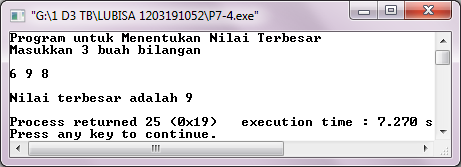 "G:\1 D3 TB\LUBISA 1203191052\P7-4.exe"
Program untuk Menentukan Nilai Terbesar
Masukkan 3 buah bilangan
6 9 8
Nilai terbesar adalah 9
Process returned 25 (0x19)   execution time : 7.270 s
Press any key to continue.